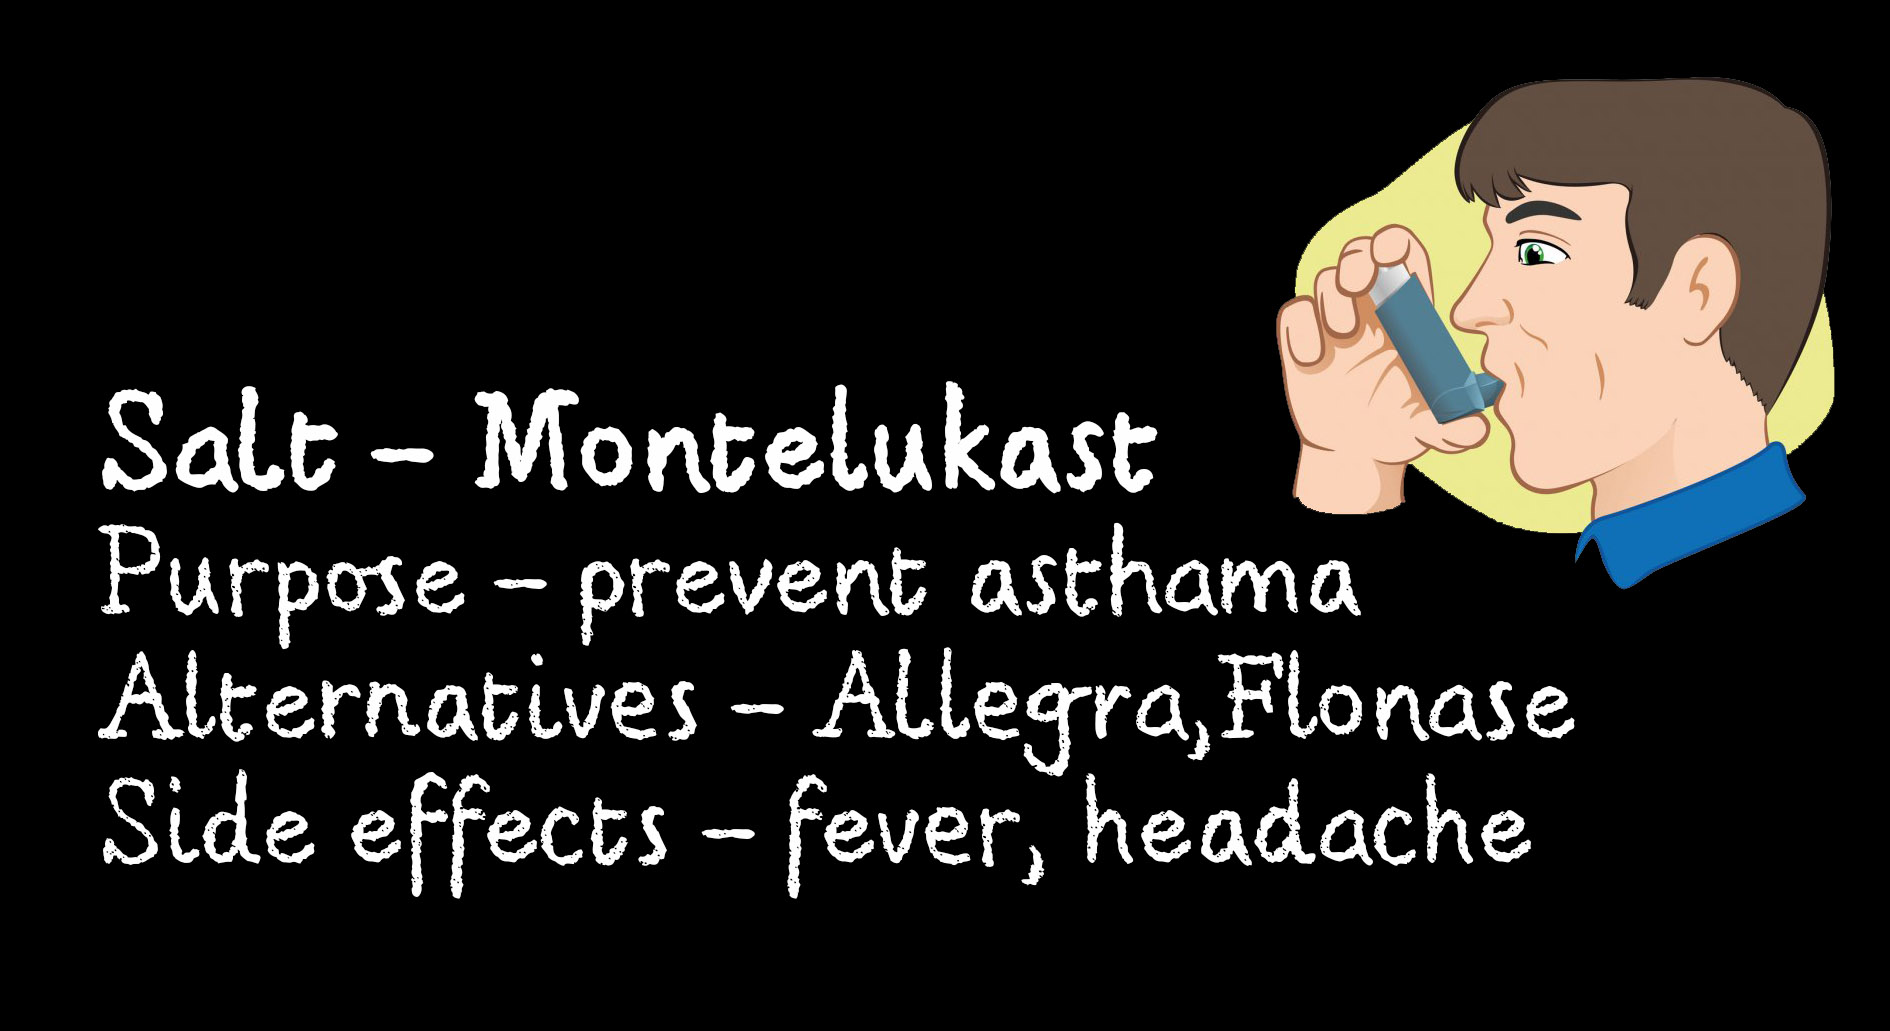 Salt – Montelukast
Purpose – prevent asthama
Alternatives – Allegra,Flonase
Side effects – fever, headache